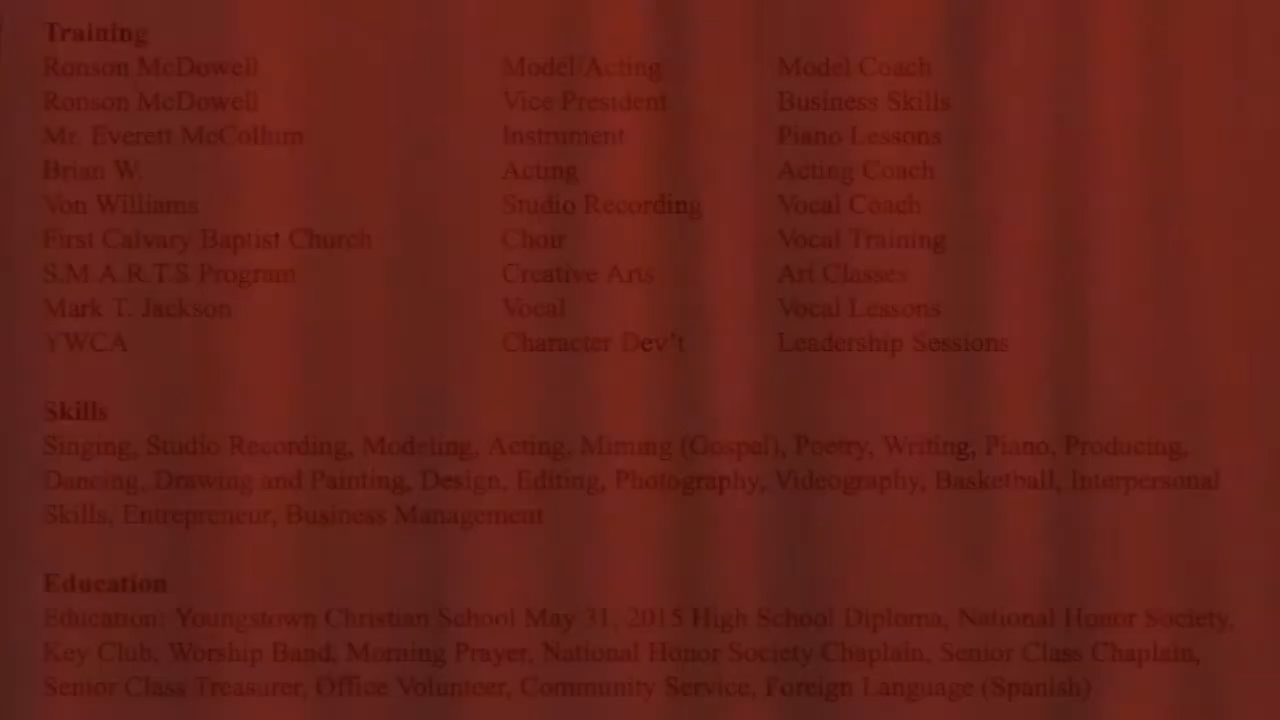 Training
Ronson McDowell Model/Acting Model Coach
Ronson McDowell Vice President Business Skills
Mr. Everett McCollum Instrument Piano Lessons
Brian W. Acting Acting Coach
Von Williams Studio Recording Vocal Coach
First Calvary Baptist Church Choir Vocal Training
S.M.A.R.T.S Program Creative Arts Art Classes
Mark T. Jackson Vocal Vocal Lessons
YWCA Character Dev't Leadership Sessions
Skills
Singing, Studio Recording, Modeling, Acting, Miming (Gospel), Poetry, Writing, Piano, Producing,
Dancing, Drawing and Painting, Design, Editing, Photography, Videography, Basketball, Interpersonal
Skills, Entrepreneur, Business Management
Education
Education: Youngstown Christian School May 31, 2015 High School Diploma, National Honor Society,
Key Club, Worship Band, Morning Prayer, National Honor Society Chaplain, Senior Class Chaplain,
Senior Class Treasurer, Office Volunteer, Community Service, Foreign Language (Spanish)